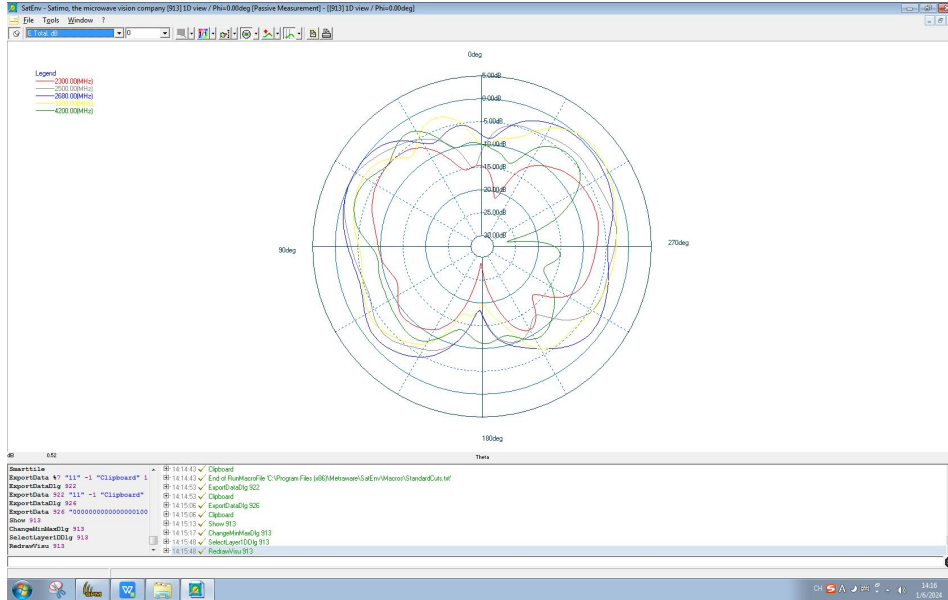 SatEnv - Satimo, the microwave vision company [913] 1D view / Phi=0.00deg [Passive Measurement] - [[913] 1D view / Phi=0.00deg]
File Tools Window ?
E Total dB 0
0deg
Legend
2300.00(MHz)
2500.00(MHz)
2680.00(MHz)
4200.00(MHz)
5.00dB
0.00dB
-5.00dB
-10.00dB
-15.00dB
-20.00dB
-25.00dB
-30.00dB
90deg
270deg
180deg
dB 0.52 Theta
Smarttile
ExportData %7 "11" -1 "Clipboard" 1
ExportDataDlg 922
ExportData 922 "11" -1 "Clipboard"
ExportDataDlg 926
ExportData 926 "0000000000000000100
Show 913
ChangeMinMaxDlg 913
SelectLayer1DDlg 913
RedrawVisu 913
14:14:43 Clipboard
14:14:43 End of RunMacroFile 'C:\Program Files (x86)\Metraware\SatEnv\Macros\StandardCuts.txt'
14:14:53 ExportDataDlg 922
14:14:53 Clipboard
14:15:06 ExportDataDlg 926
14:15:06 Clipboard
14:15:13 Show 913
14:15:17 ChangeMinMaxDlg 913
14:15:48 SelectLayer1DDlg 913
14:15:48 RedrawVisu 913
CH
14:16
1/6/2024